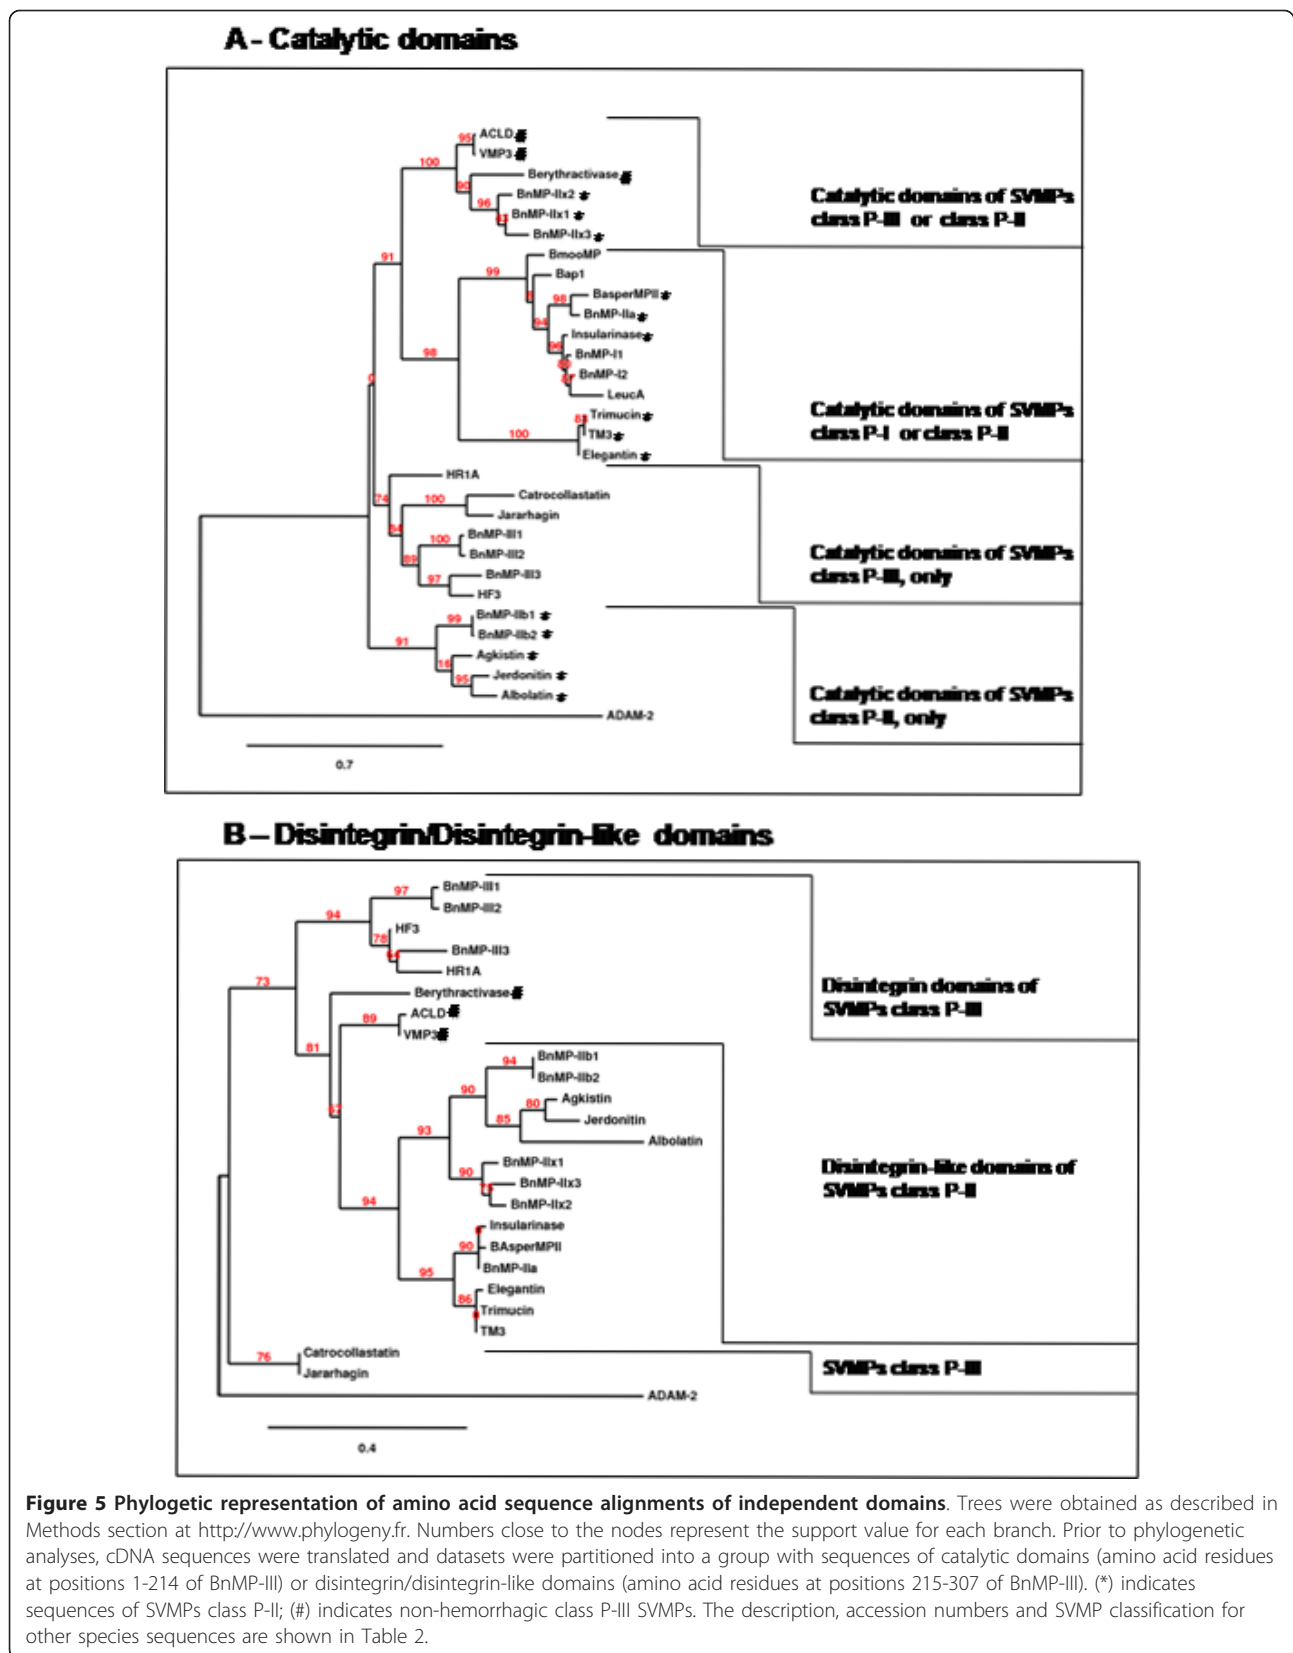 A - Catalytic domains
95
ACLD#
VMP3#
100
Berythractivase#
90
BnMP-IIx2 *
96
BnMP-IIx1 *
BnMP-IIx3*
Catalytic domains of SVMPs
class P-III or class P-II
91
BmooMP
99
Bap1
BasperMPII*
98
BnMP-IIa*
94
Insularinase*
BnMP-I1
98
BnMP-I2
LeucA
Trimucin*
100
TM3*
Elegantin*
Catalytic domains of SVMPs
class P-I or class P-II
0
HR1A
74
100
Catrocollastatin
Jararhagin
BnMP-III1
100
BnMP-III2
89
BnMP-III3
97
HF3
Catalytic domains of SVMPs
class P-III, only
BnMP-IIb1 *
99
BnMP-IIb2 *
91
Agkistin *
16
Jerdonitin *
95
Albolatin *
Catalytic domains of SVMPs
class P-II, only
ADAM-2
0.7
B – Disintegrin/Disintegrin-like domains
BnMP-III1
97
BnMP-III2
94
HF3
78
BnMP-III3
HR1A
73
Disintegrin domains of
SVMPs class P-III
Berythractivase#
ACLD#
89
VMP3#
81
BnMP-IIb1
94
BnMP-IIb2
90
Agkistin
80
Jerdonitin
85
93
Albolatin
BnMP-IIx1
90
BnMP-IIx3
BnMP-IIx2
Disintegrin-like domains of
SVMPs class P-II
94
Insularinase
BAsperMPII
90
BnMP-IIa
95
Elegantin
86
Trimucin
TM3
Catrocollastatin
76
Jararhagin
SVMPs class P-III
ADAM-2
0.4
Figure 5 Phylogetic representation of amino acid sequence alignments of independent domains. Trees were obtained as described in
Methods section at http://www.phylogeny.fr. Numbers close to the nodes represent the support value for each branch. Prior to phylogenetic
analyses, cDNA sequences were translated and datasets were partitioned into a group with sequences of catalytic domains (amino acid residues
at positions 1-214 of BnMP-III) or disintegrin/disintegrin-like domains (amino acid residues at positions 215-307 of BnMP-III). (*) indicates
sequences of SVMPs class P-II; (#) indicates non-hemorrhagic class P-III SVMPs. The description, accession numbers and SVMP classification for
other species sequences are shown in Table 2.